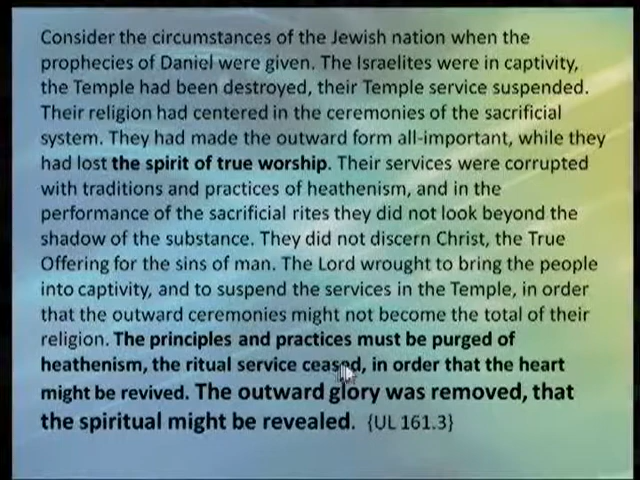 Consider the circumstances of the Jewish nation when the
prophecies of Daniel were given. The Israelites were in captivity,
the Temple had been destroyed, their Temple service suspended.
Their religion had centered in the ceremonies of the sacrificial
system. They had made the outward form all-important, while they
had lost the spirit of true worship. Their services were corrupted
with traditions and practices of heathenism, and in the
performance of the sacrificial rites they did not look beyond the
shadow of the substance. They did not discern Christ, the True
Offering for the sins of man. The Lord wrought to bring the people
into captivity, and to suspend the services in the Temple, in order
that the outward ceremonies might not become the total of their
religion. The principles and practices must be purged of
heathenism, the ritual service ceased, in order that the heart
might be revived. The outward glory was removed, that
the spiritual might be revealed. {UL 161.3}